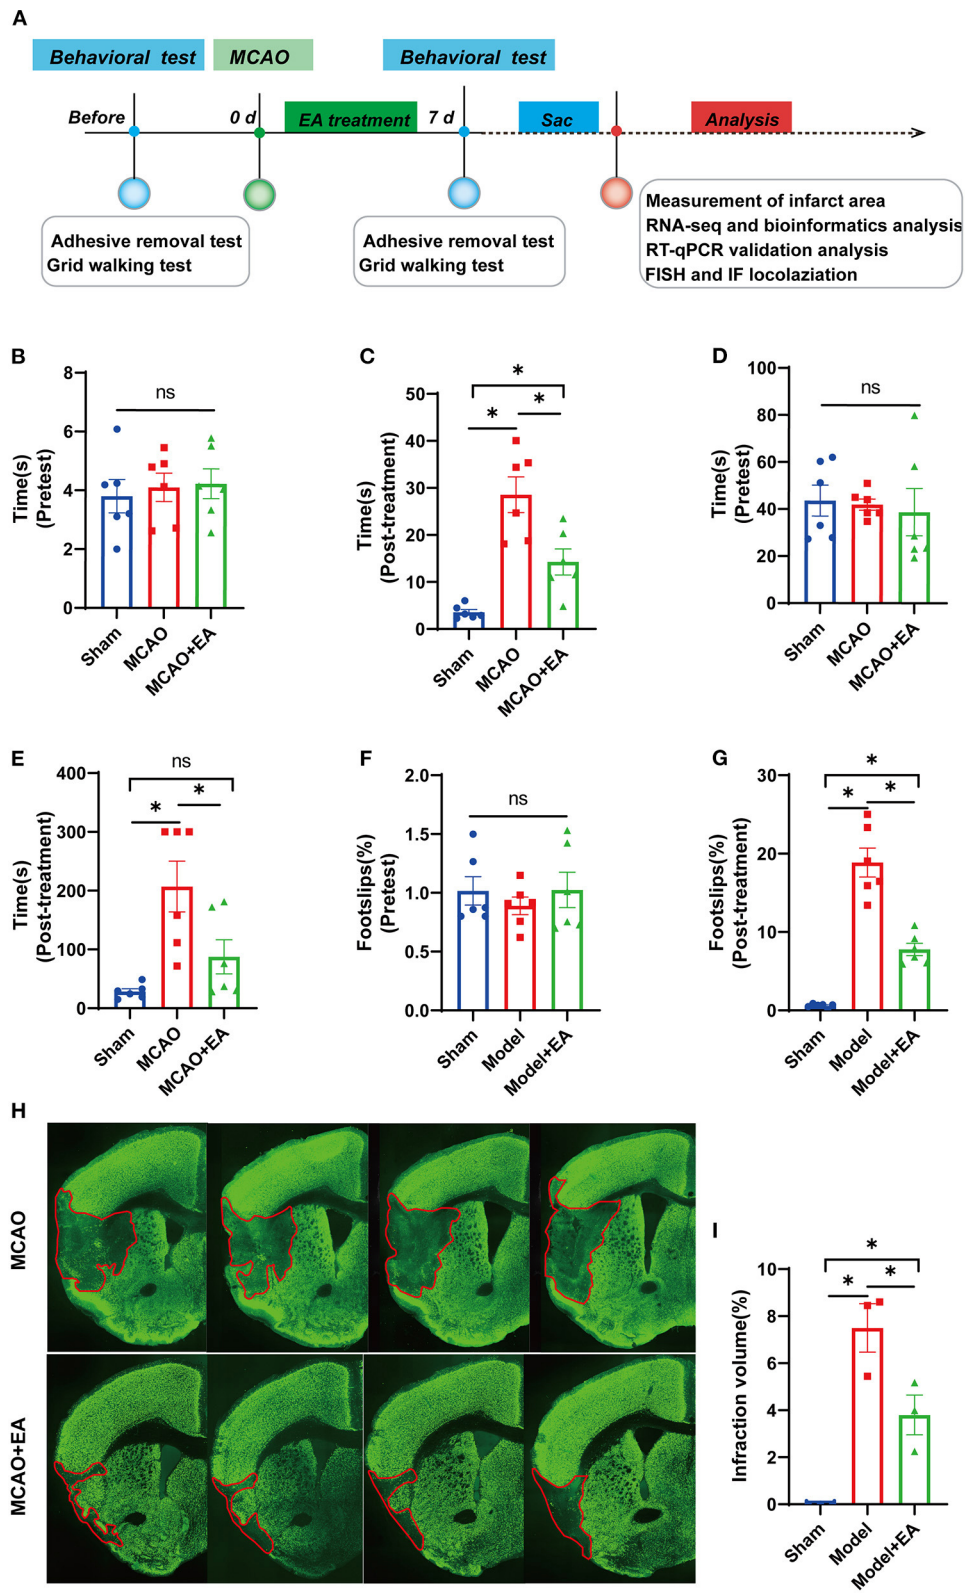 A
Behavioral test
MCAO
Behavioral test
Before
0 d
EA treatment
7 d
Sac
Analysis
Adhesive removal test
Grid walking test
Adhesive removal test
Grid walking test
Measurement of infarct area
RNA-seq and bioinformatics analysis
RT-qPCR validation analysis
FISH and IF locolaziation
B
Time(s)
(Pretest)
8
6
4
2
0
ns
Sham
MCAO
MCAO+EA
C
Time(s)
(Post-treatment)
50
40
30
20
10
0
*
*
*
Sham
MCAO
MCAO+EA
D
Time(s)
(Pretest)
100
80
60
40
20
0
ns
Sham
MCAO
MCAO+EA
E
Time(s)
(Post-treatment)
400
300
200
100
0
ns
*
*
Sham
MCAO
MCAO+EA
F
Footslips(%)
(Pretest)
2.0
1.5
1.0
0.5
0.0
ns
Sham
Model
Model+EA
G
Footslips(%)
(Post-treatment)
30
20
10
0
*
*
*
Sham
Model
Model+EA
H
MCAO
MCAO+EA
I
Infraction volume(%)
10
8
6
4
2
0
*
*
*
Sham
Model
Model+EA